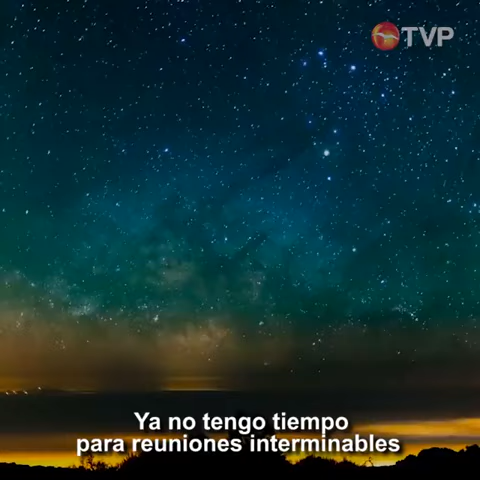 TVP
Ya no tengo tiempo
para reuniones interminables